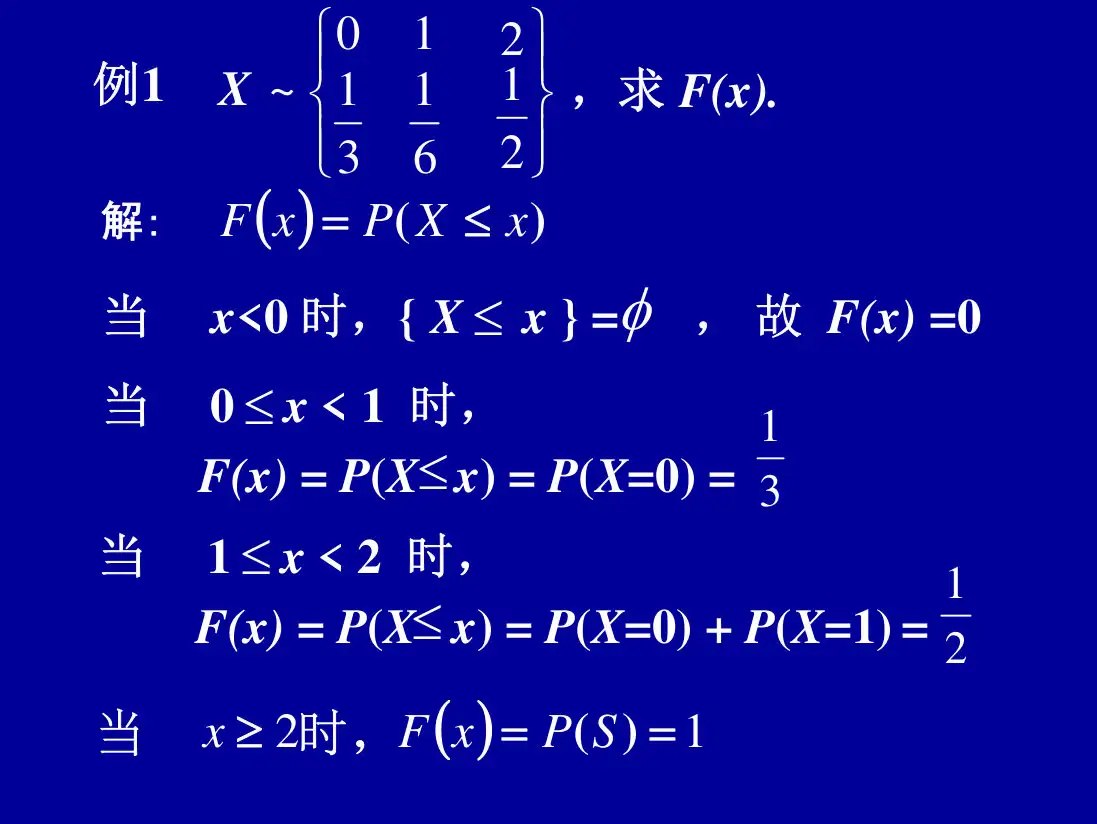 例1 X ~ { 0 1 2
1/3 1/6 1/2 } , 求 F(x).
解: F(x) = P(X ≤ x)
当 x<0 时, { X ≤ x } =ϕ , 故 F(x) =0
当 0 ≤ x < 1 时,
F(x) = P(X ≤ x) = P(X=0) = 1/3
当 1 ≤ x < 2 时,
F(x) = P(X ≤ x) = P(X=0) + P(X=1) = 1/2
当 x ≥ 2时, F(x) = P(S) = 1